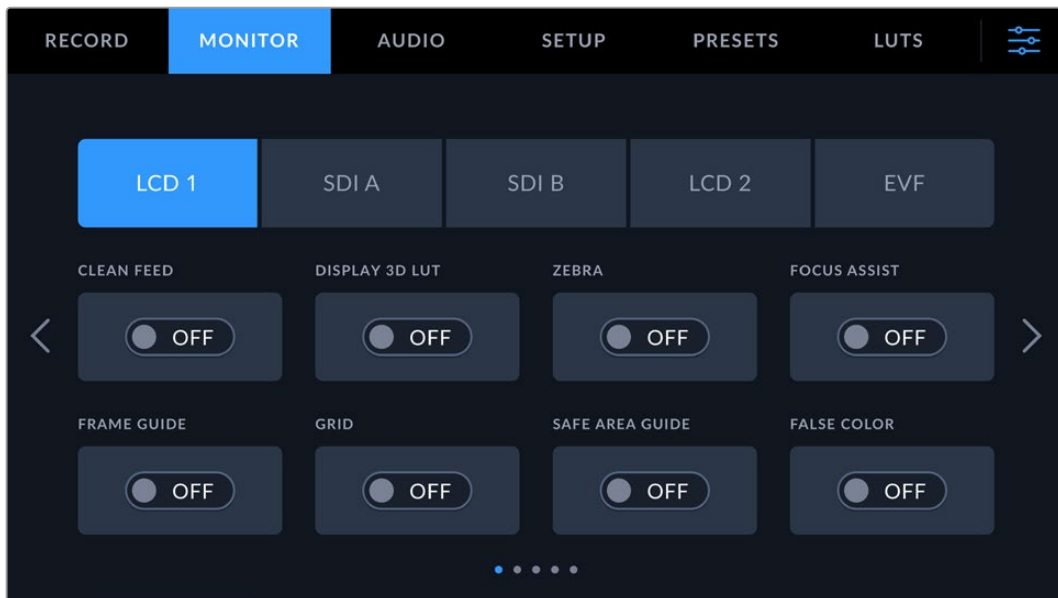 RECORD MONITOR AUDIO SETUP PRESETS LUTS
LCD 1 SDI A SDI B LCD 2 EVF
CLEAN FEED DISPLAY 3D LUT ZEBRA FOCUS ASSIST
OFF OFF OFF OFF
FRAME GUIDE GRID SAFE AREA GUIDE FALSE COLOR
OFF OFF OFF OFF